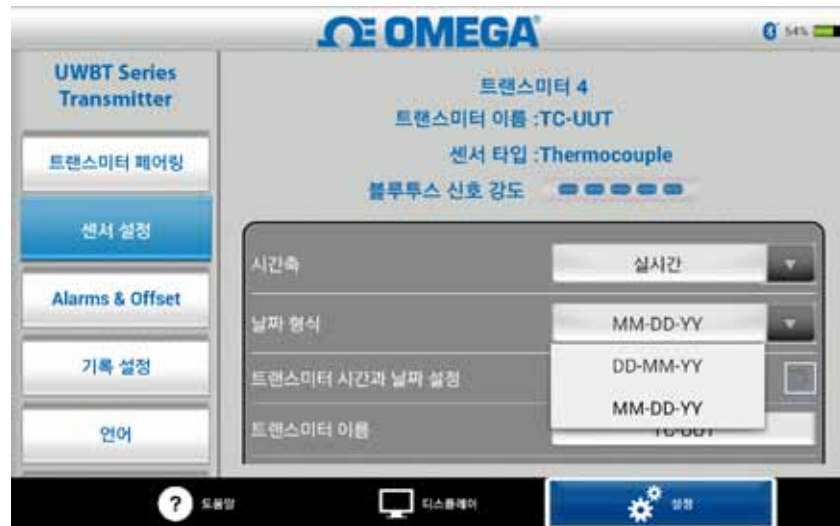 OMEGA
54%
UWBT Series
Transmitter
트랜스미터 페어링
센서 설정
Alarms & Offset
기록 설정
언어
트랜스미터 4
트랜스미터 이름 :TC-UUT
센서 타입 :Thermocouple
블루투스 신호 강도
시간축
실시간
날짜 형식
MM-DD-YY
DD-MM-YY
MM-DD-YY
트랜스미터 시간과 날짜 설정
트랜스미터 이름
TC-UUT
? 도움말
디스플레이
설정